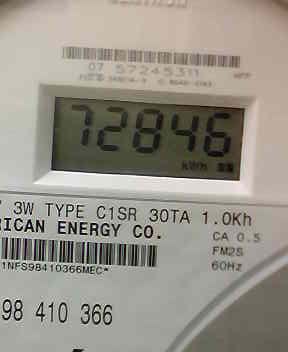 07 57245311
72846
kWh
3W TYPE C1SR 30TA 1.0Kh
RICAN ENERGY CO.
CA 0.5
FM2S
60Hz
1NFS98410366MEC*
98 410 366